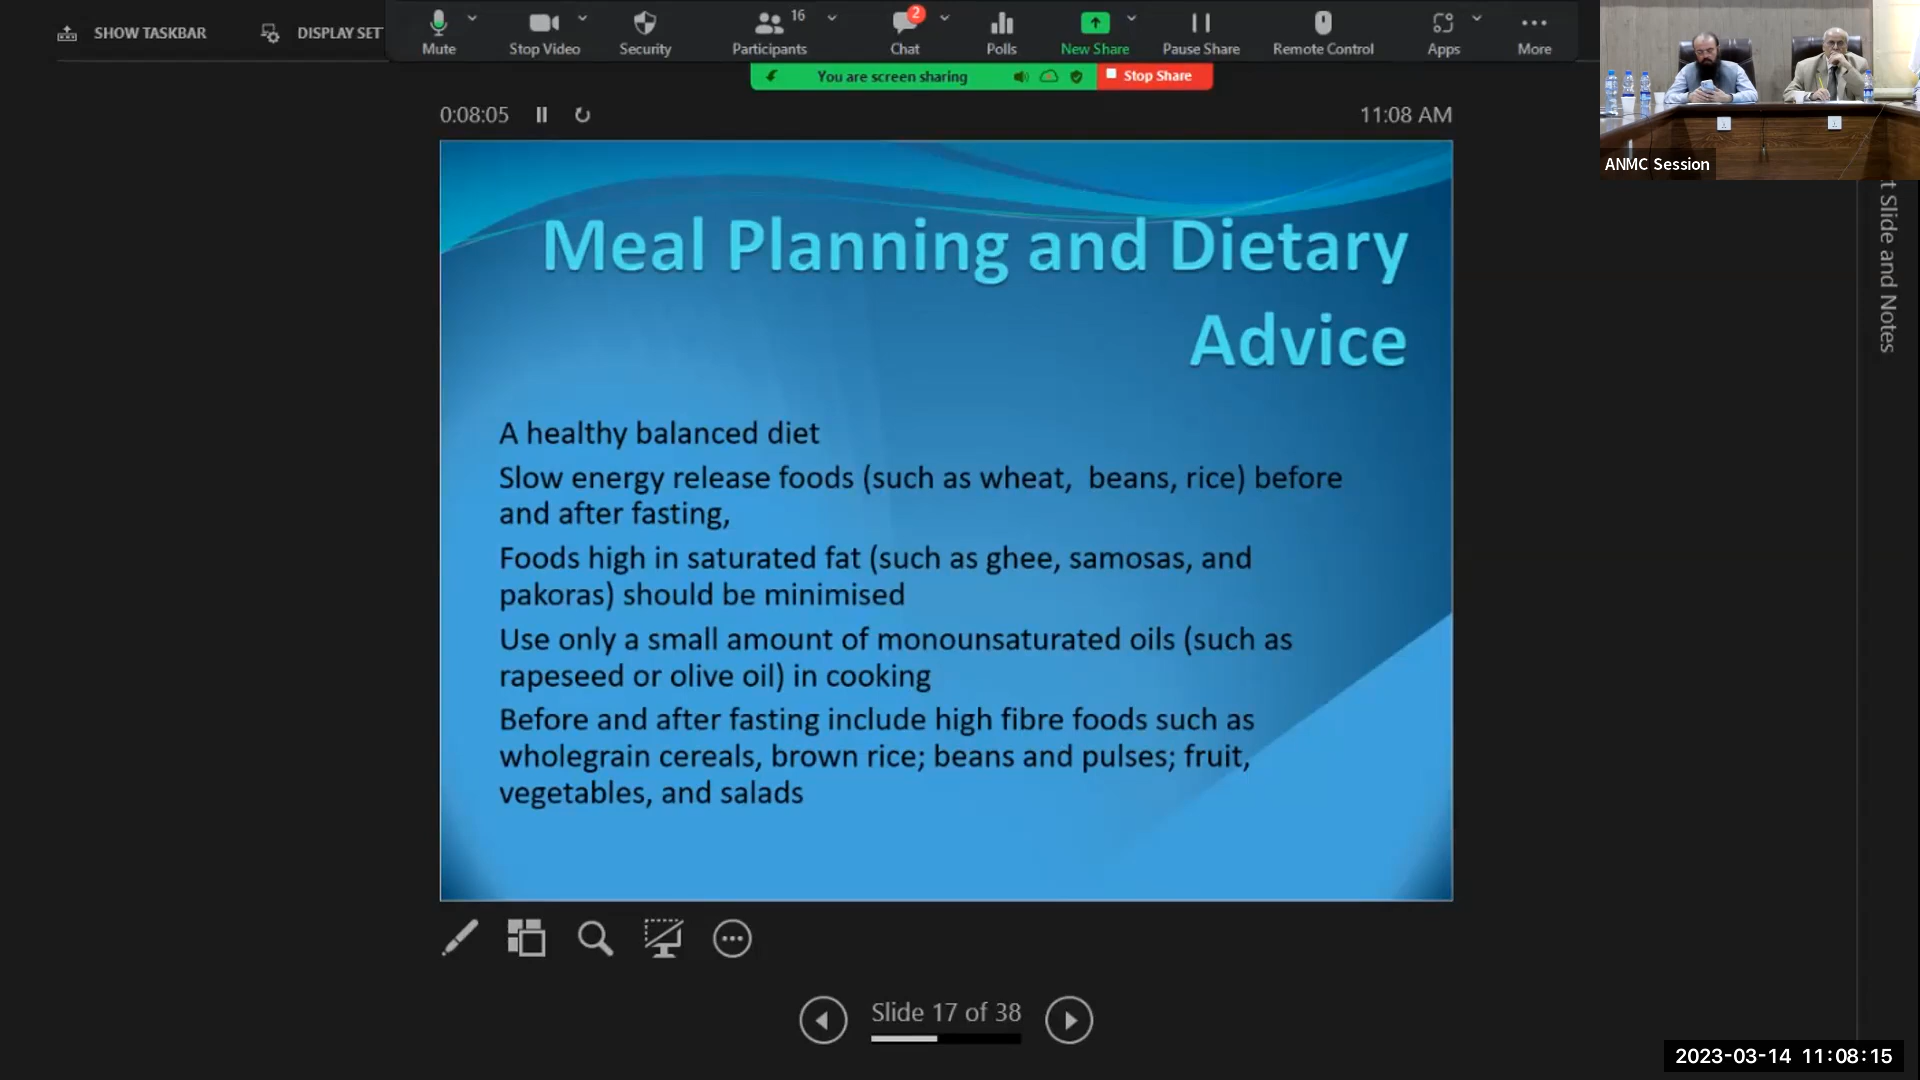 SHOW TASKBAR
DISPLAY SET
Mute
Stop Video
Security
16
Participants
2
Chat
Polls
New Share
Pause Share
Remote Control
Apps
More
You are screen sharing
Stop Share
ANMC Session
0:08:05
11:08 AM
t Slide and Notes
Meal Planning and Dietary
Advice
A healthy balanced diet
Slow energy release foods (such as wheat,  beans, rice) before
and after fasting,
Foods high in saturated fat (such as ghee, samosas, and
pakoras) should be minimised
Use only a small amount of monounsaturated oils (such as
rapeseed or olive oil) in cooking
Before and after fasting include high fibre foods such as
wholegrain cereals, brown rice; beans and pulses; fruit,
vegetables, and salads
Slide 17 of 38
2023-03-14 11:08:15